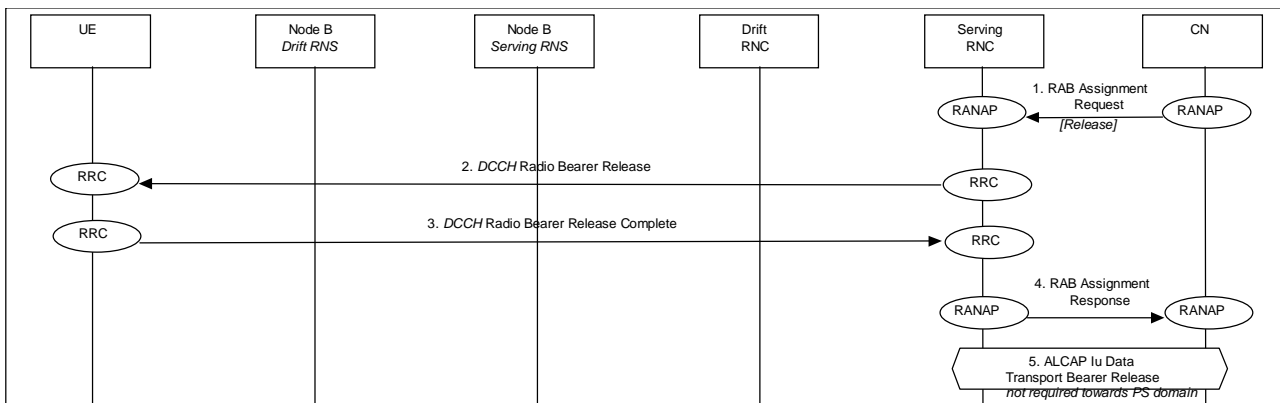 UE
Node B
Drift RNS
Node B
Serving RNS
Drift
RNC
Serving
RNC
CN
1. RAB Assignment
Request
[Release]
RANAP
RANAP
2. DCCH Radio Bearer Release
RRC
RRC
3. DCCH Radio Bearer Release Complete
RRC
RRC
4. RAB Assignment
Response
RANAP
RANAP
5. ALCAP Iu Data
Transport Bearer Release
not required towards PS domain